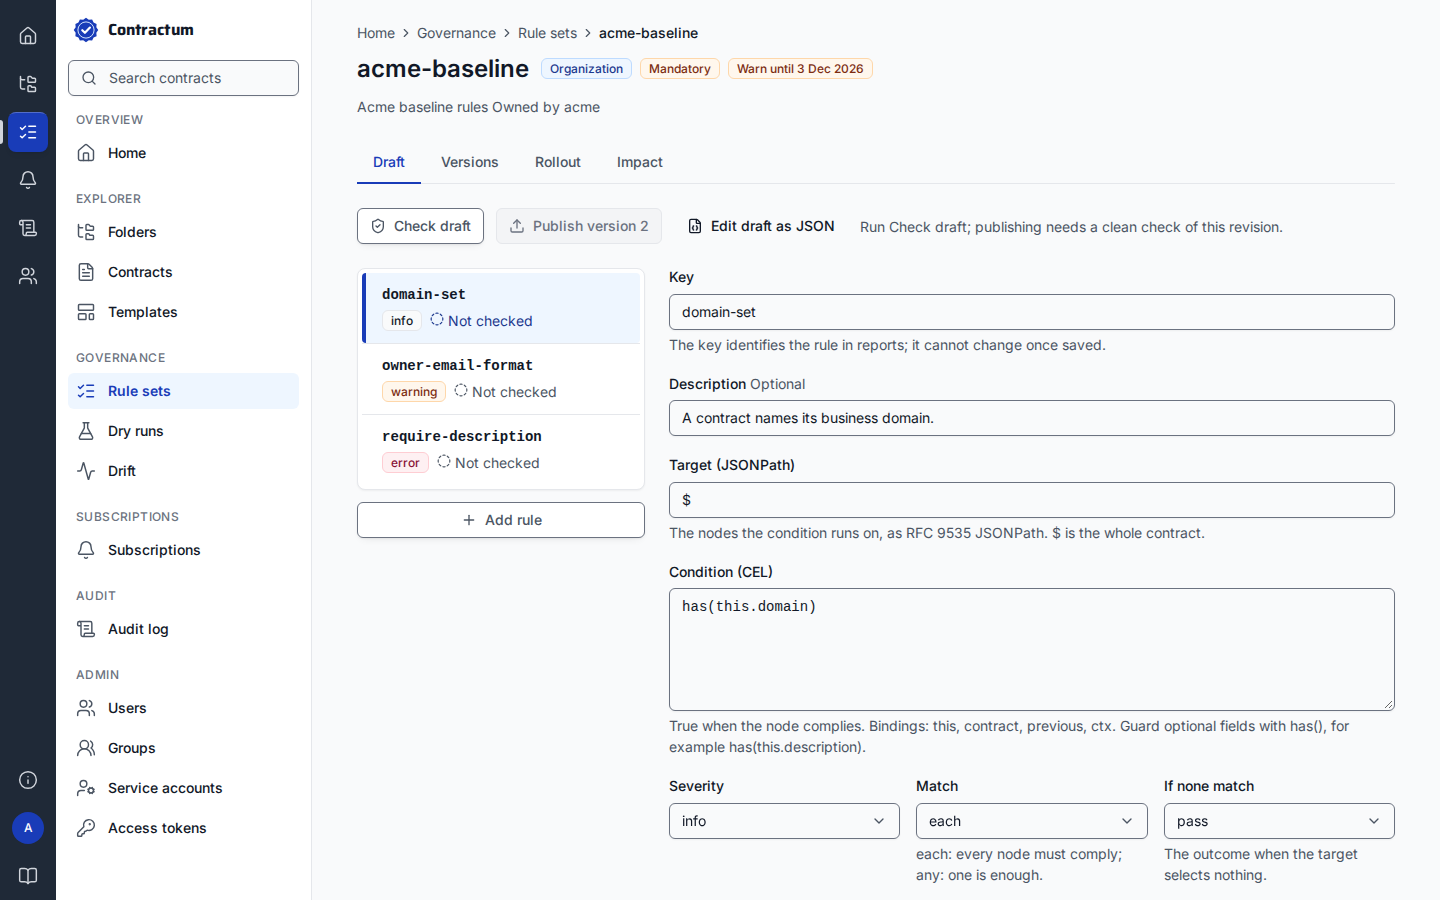 Contractum
Search contracts
OVERVIEW
Home
EXPLORER
Folders
Contracts
Templates
GOVERNANCE
Rule sets
Dry runs
Drift
SUBSCRIPTIONS
Subscriptions
AUDIT
Audit log
ADMIN
Users
Groups
Service accounts
Access tokens
A
Home > Governance > Rule sets > acme-baseline
acme-baseline Organization Mandatory Warn until 3 Dec 2026
Acme baseline rules Owned by acme
Draft Versions Rollout Impact
Check draft Publish version 2 Edit draft as JSON Run Check draft; publishing needs a clean check of this revision.
domain-set
info Not checked
owner-email-format
warning Not checked
require-description
error Not checked
Add rule
Key
domain-set
The key identifies the rule in reports; it cannot change once saved.
Description Optional
A contract names its business domain.
Target (JSONPath)
$
The nodes the condition runs on, as RFC 9535 JSONPath. $ is the whole contract.
Condition (CEL)
has(this.domain)
True when the node complies. Bindings: this, contract, previous, ctx. Guard optional fields with has(), for
example has(this.description).
Severity
info
Match
each
each: every node must comply;
any: one is enough.
If none match
pass
The outcome when the target
selects nothing.